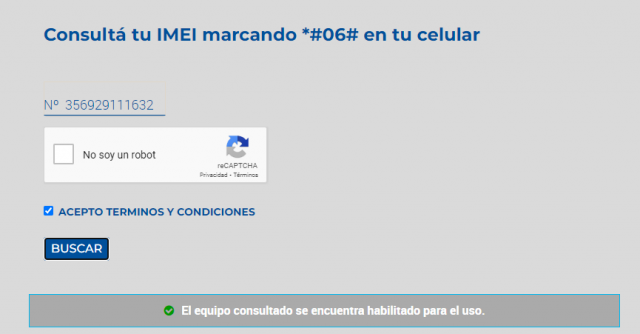 Consultá tu IMEI marcando *#06# en tu celular
Nº 356929111632
No soy un robot
reCAPTCHA
Privacidad - Términos
ACEPTO TERMINOS Y CONDICIONES
BUSCAR
El equipo consultado se encuentra habilitado para el uso.